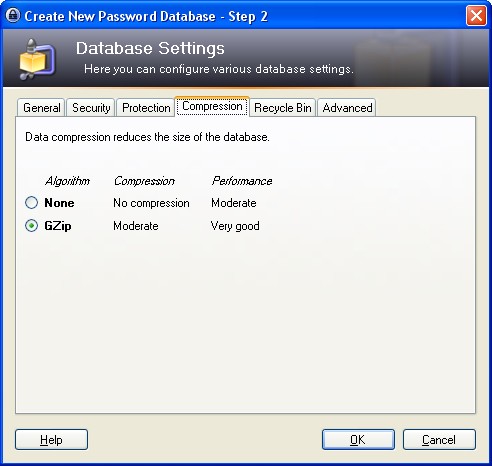 Create New Password Database - Step 2
Database Settings
Here you can configure various database settings.
General Security Protection Compression Recycle Bin Advanced
Data compression reduces the size of the database.
Algorithm Compression Performance
None No compression Moderate
GZip Moderate Very good
Help OK Cancel